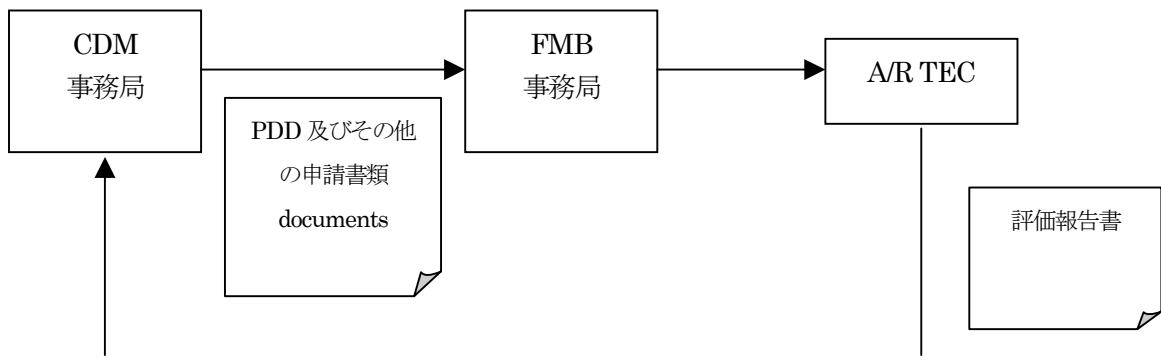 CDM
事務局
FMB
事務局
A/R TEC
PDD 及びその他
の申請書類
documents
評価報告書